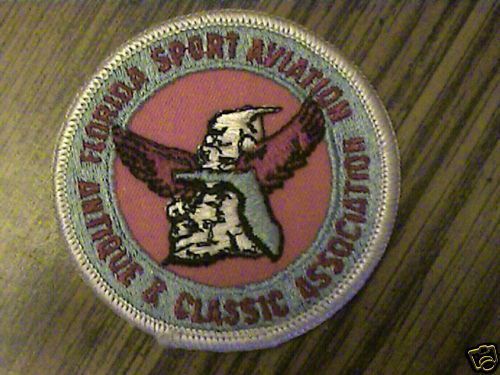 FLORIDA SPORT AVIATION
ANTIQUE & CLASSIC ASSOCIATION